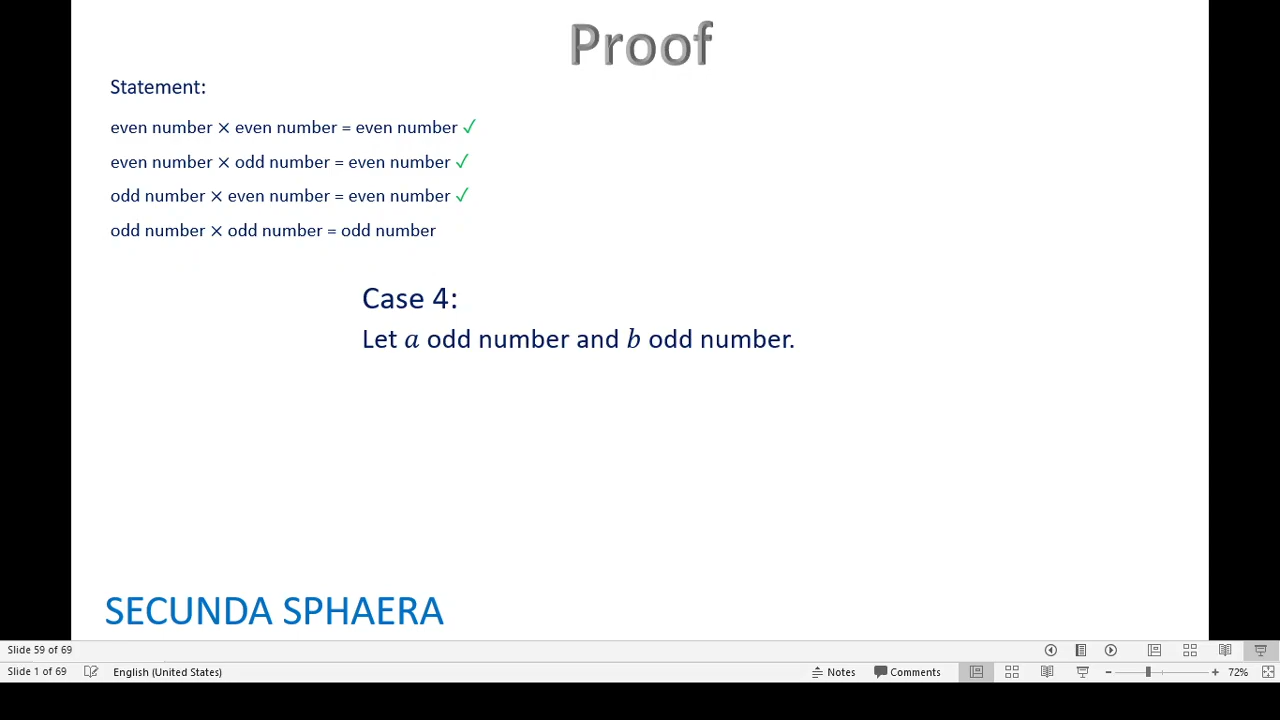 Proof
Statement:
even number × even number = even number ✓
even number × odd number = even number ✓
odd number × even number = even number ✓
odd number × odd number = odd number
Case 4:
Let a odd number and b odd number.
SECUNDA SPHAERA
Slide 59 of 69
Slide 1 of 69 English (United States) Notes Comments 72%